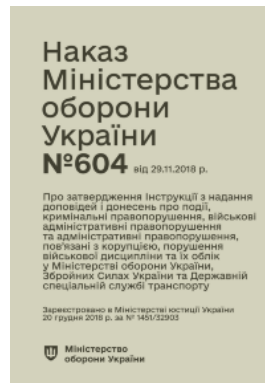 Наказ
Міністерства
оборони
України
№604 від 29.11.2018 р.
Про затвердження Інструкції з надання
доповідей і донесень про події,
кримінальні правопорушення, військові
адміністративні правопорушення
та адміністративні правопорушення,
пов'язані з корупцією, порушення
військової дисципліни та їх облік
у Міністерстві оборони України,
Збройних Силах України та Державній
спеціальній службі транспорту
Зареєстровано в Міністерстві юстиції України
20 грудня 2018 р. за № 1451/32903
Міністерство
оборони України